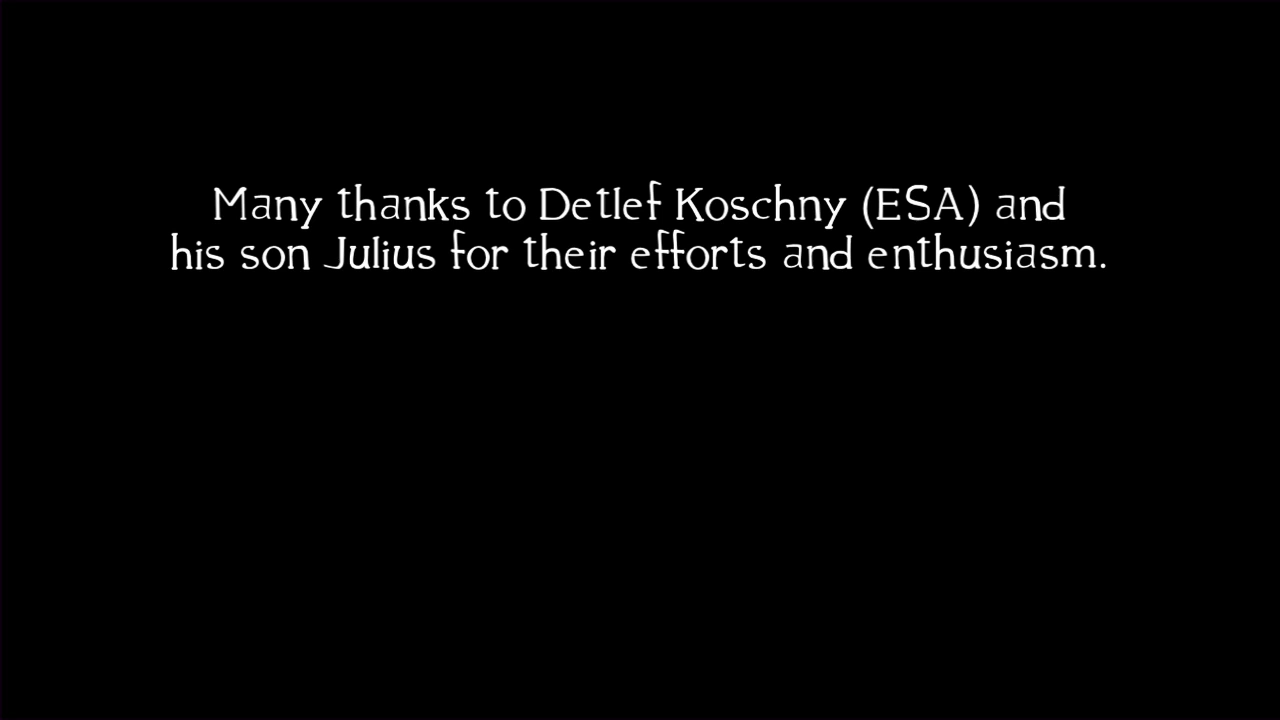 Many thanks to Detlef Koschny (ESA) and
his son Julius for their efforts and enthusiasm.